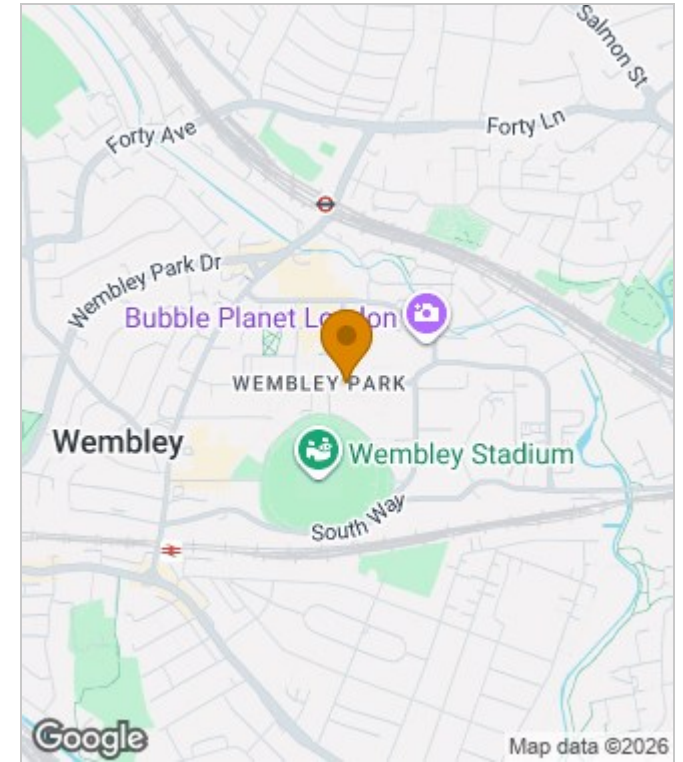 Salmon St
Forty Ave
Forty Ln
Wembley Park Dr
Bubble Planet London
WEMBLEY PARK
Wembley
Wembley Stadium
South Way
Google
Map data ©2026